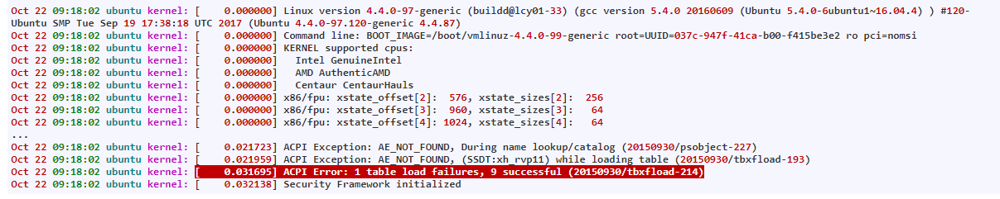 Oct 22 09:18:02 ubuntu kernel: [    0.000000] Linux version 4.4.0-97-generic (buildd@lcy01-33) (gcc version 5.4.0 20160609 (Ubuntu 5.4.0-6ubuntu1~16.04.4) ) #120-
Ubuntu SMP Tue Sep 19 17:38:18 UTC 2017 (Ubuntu 4.4.0-97.120-generic 4.4.87)
Oct 22 09:18:02 ubuntu kernel: [    0.000000] Command line: BOOT_IMAGE=/boot/vmlinuz-4.4.0-99-generic root=UUID=037c-947f-41ca-b00-f415be3e2 ro pci=nomsi
Oct 22 09:18:02 ubuntu kernel: [    0.000000] KERNEL supported cpus:
Oct 22 09:18:02 ubuntu kernel: [    0.000000]   Intel GenuineIntel
Oct 22 09:18:02 ubuntu kernel: [    0.000000]   AMD AuthenticAMD
Oct 22 09:18:02 ubuntu kernel: [    0.000000]   Centaur CentaurHauls
Oct 22 09:18:02 ubuntu kernel: [    0.000000] x86/fpu: xstate_offset[2]:  576, xstate_sizes[2]:  256
Oct 22 09:18:02 ubuntu kernel: [    0.000000] x86/fpu: xstate_offset[3]:  960, xstate_sizes[3]:   64
Oct 22 09:18:02 ubuntu kernel: [    0.000000] x86/fpu: xstate_offset[4]: 1024, xstate_sizes[4]:   64
...
Oct 22 09:18:02 ubuntu kernel: [    0.021723] ACPI Exception: AE_NOT_FOUND, During name lookup/catalog (20150930/psobject-227)
Oct 22 09:18:02 ubuntu kernel: [    0.021959] ACPI Exception: AE_NOT_FOUND, (SSDT:xh_rvp11) while loading table (20150930/tbxfload-193)
Oct 22 09:18:02 ubuntu kernel: [    0.031695] ACPI Error: 1 table load failures, 9 successful (20150930/tbxfload-214)
Oct 22 09:18:02 ubuntu kernel: [    0.032138] Security Framework initialized